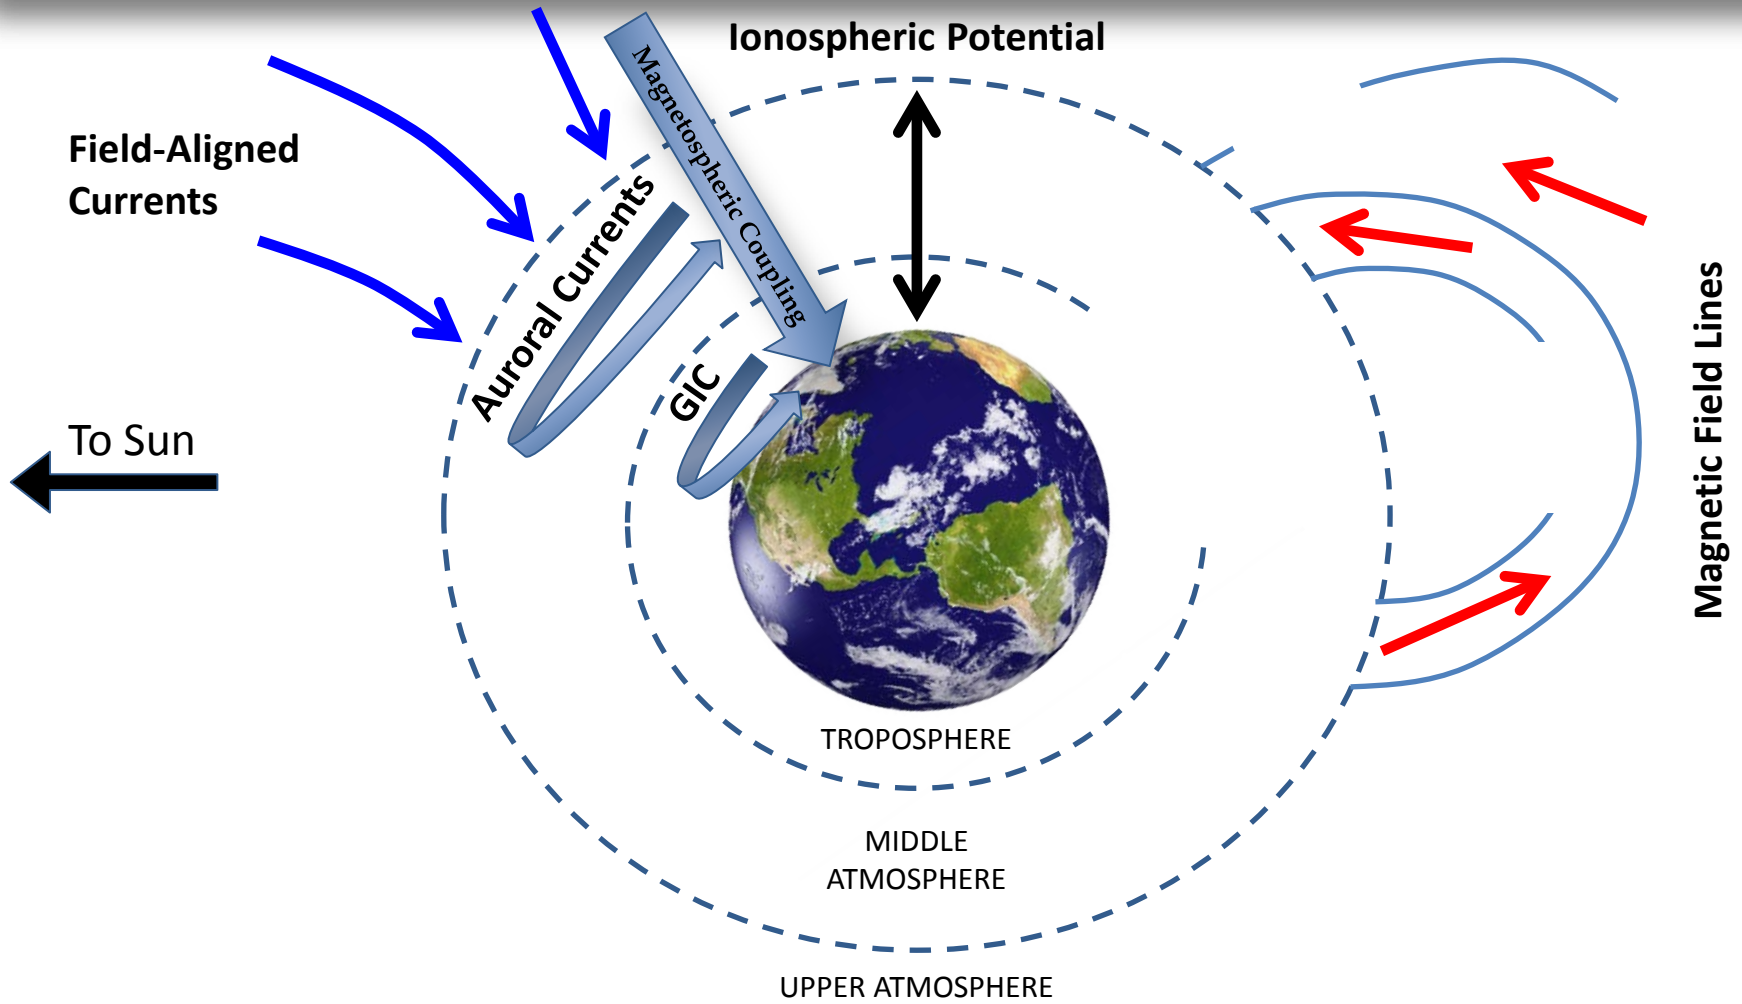 Ionospheric Potential
Magnetospheric Coupling
Field-Aligned
Currents
Auroral Currents
GIC
To Sun
Magnetic Field Lines
TROPOSPHERE
MIDDLE
ATMOSPHERE
UPPER ATMOSPHERE